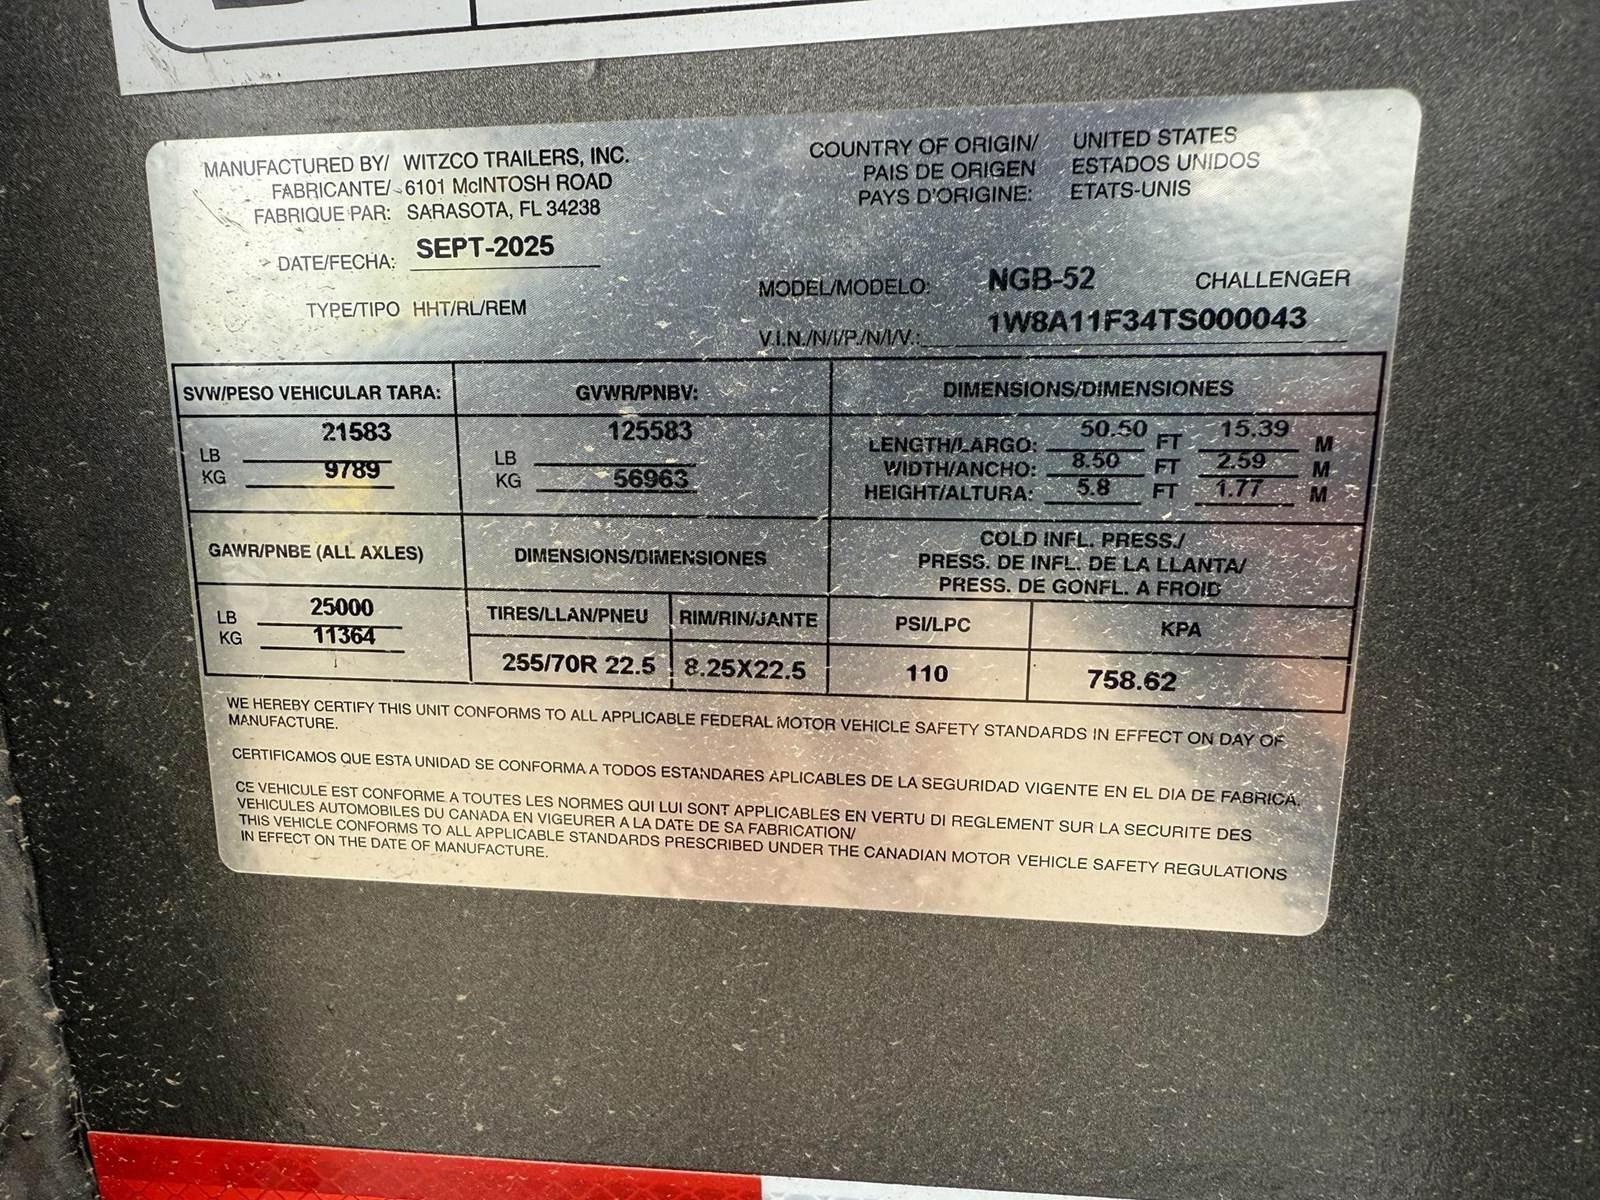 MANUFACTURED BY/ WITZCO TRAILERS, INC.
FABRICANTE/ 6101 McINTOSH ROAD
FABRIQUE PAR: SARASOTA, FL 34238
DATE/FECHA: SEPT-2025
TYPE/TIPO HHT/RL/REM
COUNTRY OF ORIGIN/ UNITED STATES
PAIS DE ORIGEN ESTADOS UNIDOS
PAYS D'ORIGINE: ETATS-UNIS
MODEL/MODELO: NGB-52 CHALLENGER
V.I.N./N/I/P./N/I/V.: 1W8A11F34TS000043
SVW/PESO VEHICULAR TARA:
LB 21583
KG 9789
GVWR/PNBV:
LB 125583
KG 56963
DIMENSIONS/DIMENSIONES
LENGTH/LARGO: 50.50 FT 15.39 M
WIDTH/ANCHO: 8.50 FT 2.59 M
HEIGHT/ALTURA: 5.8 FT 1.77 M
GAWR/PNBE (ALL AXLES)
LB 25000
KG 11364
DIMENSIONS/DIMENSIONES
TIRES/LLAN/PNEU RIM/RIN/JANTE
255/70R 22.5 8.25X22.5
COLD INFL. PRESS./
PRESS. DE INFL. DE LA LLANTA/
PRESS. DE GONFL. A FROID
PSI/LPC KPA
110 758.62
WE HEREBY CERTIFY THIS UNIT CONFORMS TO ALL APPLICABLE FEDERAL MOTOR VEHICLE SAFETY STANDARDS IN EFFECT ON DAY OF
MANUFACTURE.
CERTIFICAMOS QUE ESTA UNIDAD SE CONFORMA A TODOS ESTANDARES APLICABLES DE LA SEGURIDAD VIGENTE EN EL DIA DE FABRICA.
CE VEHICULE EST CONFORME A TOUTES LES NORMES QUI LUI SONT APPLICABLES EN VERTU DI REGLEMENT SUR LA SECURITE DES
VEHICULES AUTOMOBILES DU CANADA EN VIGEURER A LA DATE DE SA FABRICATION/
THIS VEHICLE CONFORMS TO ALL APPLICABLE STANDARDS PRESCRIBED UNDER THE CANADIAN MOTOR VEHICLE SAFETY REGULATIONS
IN EFFECT ON THE DATE OF MANUFACTURE.